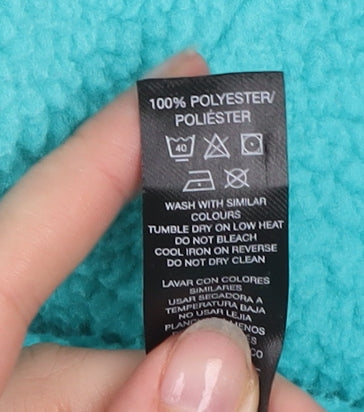 100% POLYESTER/
POLIÉSTER
40
WASH WITH SIMILAR
COLOURS
TUMBLE DRY ON LOW HEAT
DO NOT BLEACH
COOL IRON ON REVERSE
DO NOT DRY CLEAN
LAVAR CON COLORES
SIMILARES
USAR SECADORA A
TEMPERATURA BAJA
NO USAR LEJIA